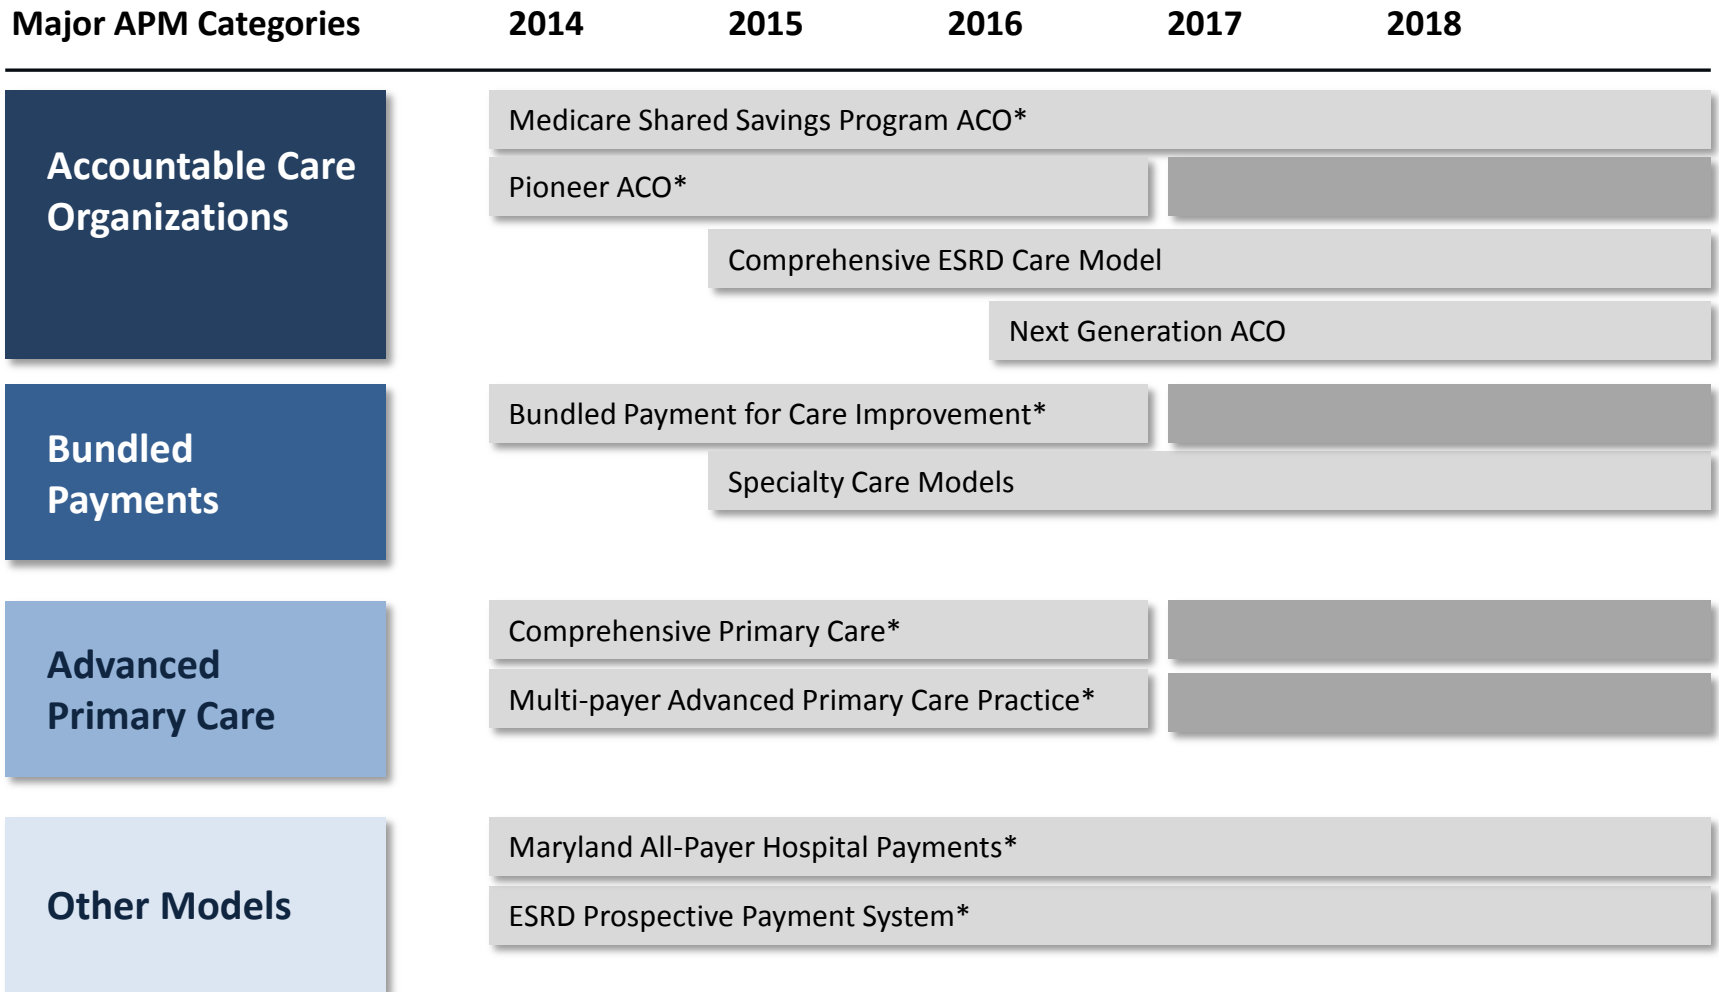 Major APM Categories 2014 2015 2016 2017 2018
Accountable Care
Organizations
Medicare Shared Savings Program ACO*
Pioneer ACO*
Comprehensive ESRD Care Model
Next Generation ACO
Bundled
Payments
Bundled Payment for Care Improvement*
Specialty Care Models
Advanced
Primary Care
Comprehensive Primary Care*
Multi-payer Advanced Primary Care Practice*
Other Models
Maryland All-Payer Hospital Payments*
ESRD Prospective Payment System*